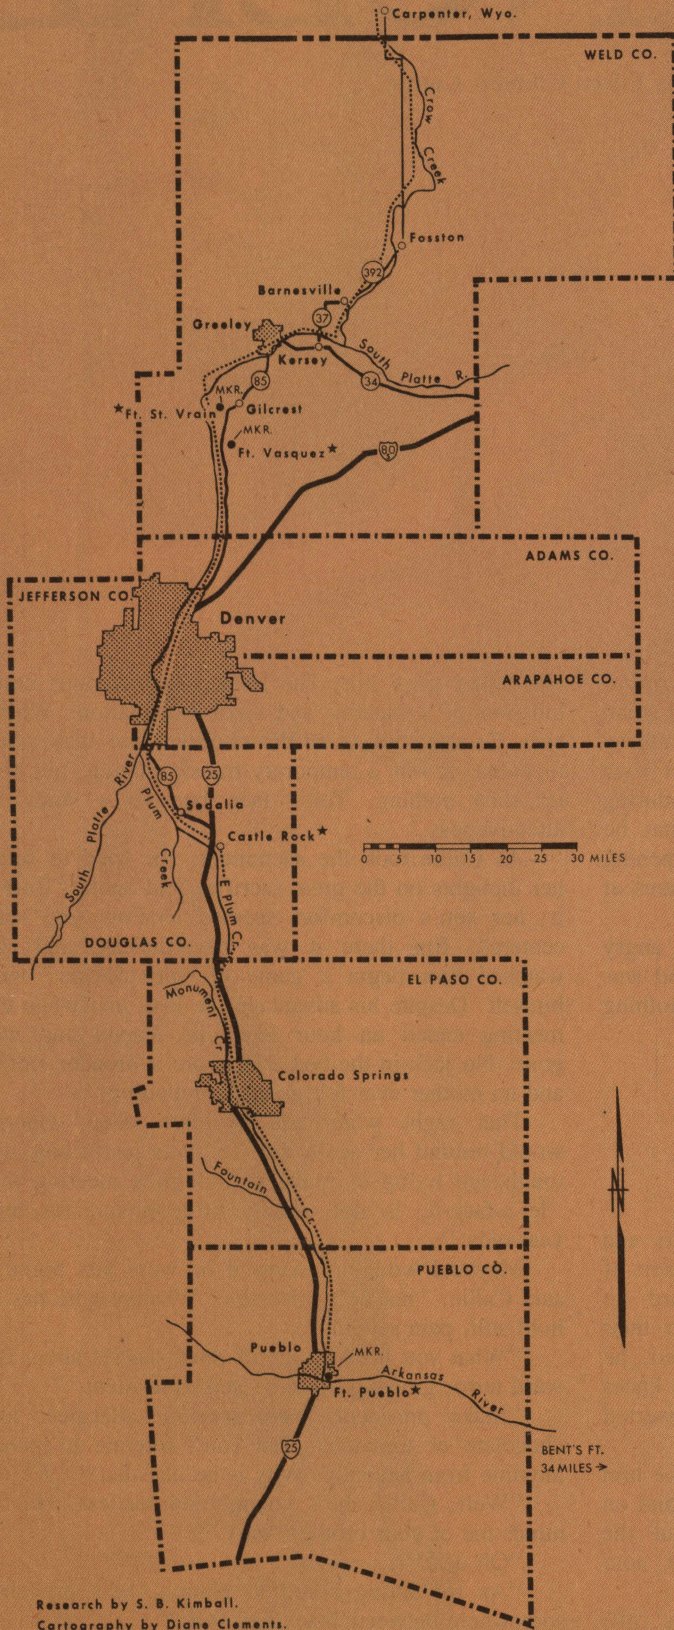 Carpenter, Wyo.
WELD CO.
Crow
Creek
Fosston
392
Barnesville
37
Greeley
Kersey
South
Platte R.
85
34
MKR.
Gilcrest
Ft. St. Vrain
MKR.
Ft. Vasquez
80
ADAMS CO.
JEFFERSON CO.
Denver
ARAPAHOE CO.
85
25
South Platte River
Plum
Creek
Sedalia
Castle Rock
0 5 10 15 20 25 30 MILES
E Plum Cr.
DOUGLAS CO.
EL PASO CO.
Monument
Cr
Colorado Springs
Fountain
Cr.
N
PUEBLO CO.
Pueblo
MKR.
Arkansas
River
Ft. Pueblo
25
BENT'S FT.
34 MILES →
Research by S. B. Kimball.
Cartography by Diane Clements.